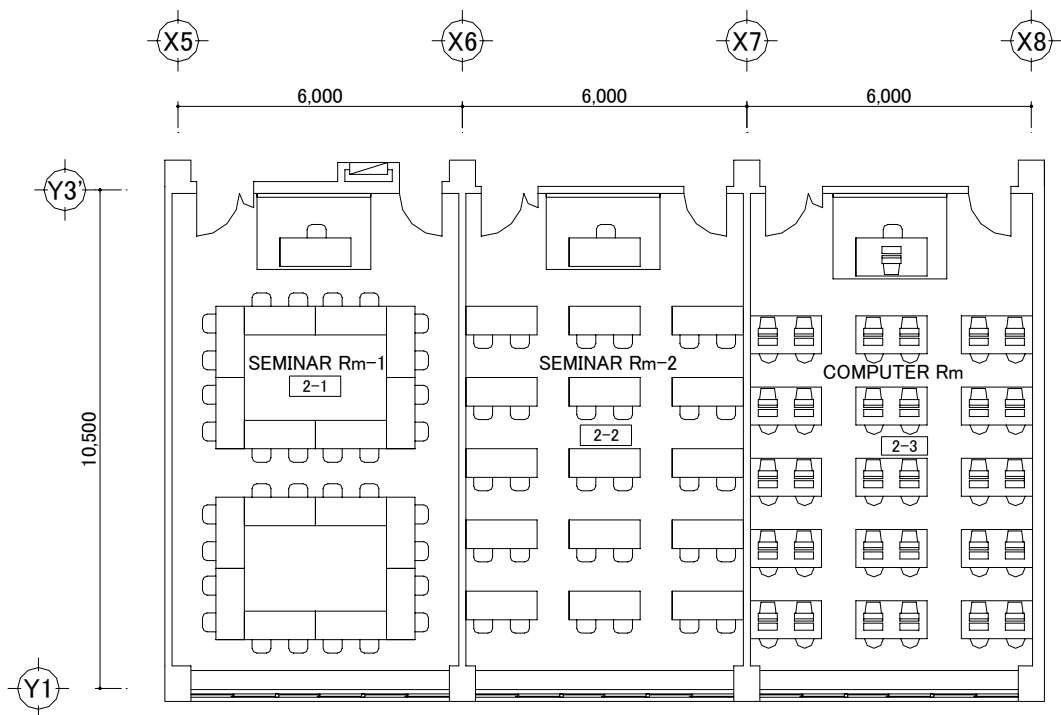 X5 X6 X7 X8
6,000 6,000 6,000
Y3'
SEMINAR Rm-1 SEMINAR Rm-2 COMPUTER Rm
2-1
2-2 2-3
10,500
Y1